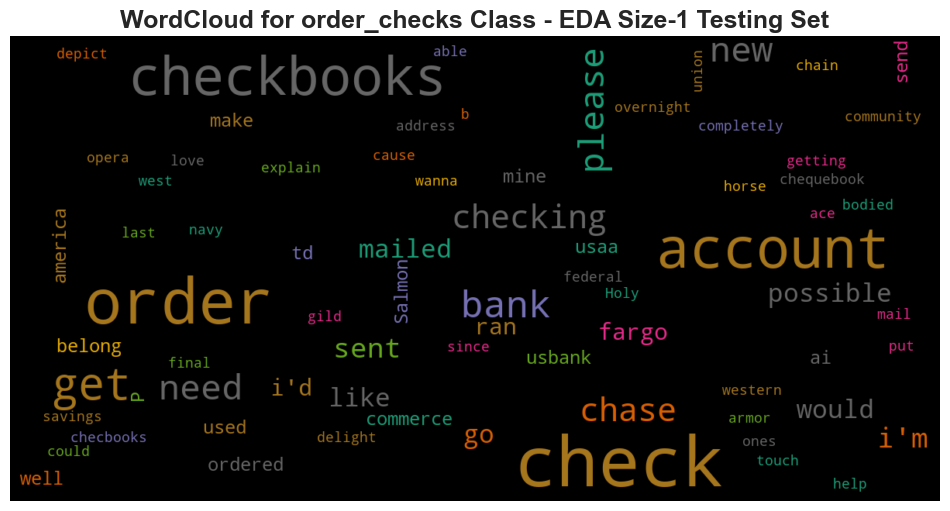 WordCloud for order_checks Class - EDA Size-1 Testing Set
depict
able
checkbooks
new
please
union
chain
send
make
address
b
overnight
completely
community
opera
love
explain
cause
west
wanna
mine
horse
getting
chequebook
america
last
navy
td
mailed
checking
usaa
account
ace
bodied
Salmon
federal
Holy
possible
order
gild
bank
ran
fargo
mail
belong
final
sent
since
usbank
ai
put
get
P
need
i'd
like
chase
western
would
savings
checbooks
could
used
delight
commerce
go
armor
ones
i'm
well
ordered
check
touch
help